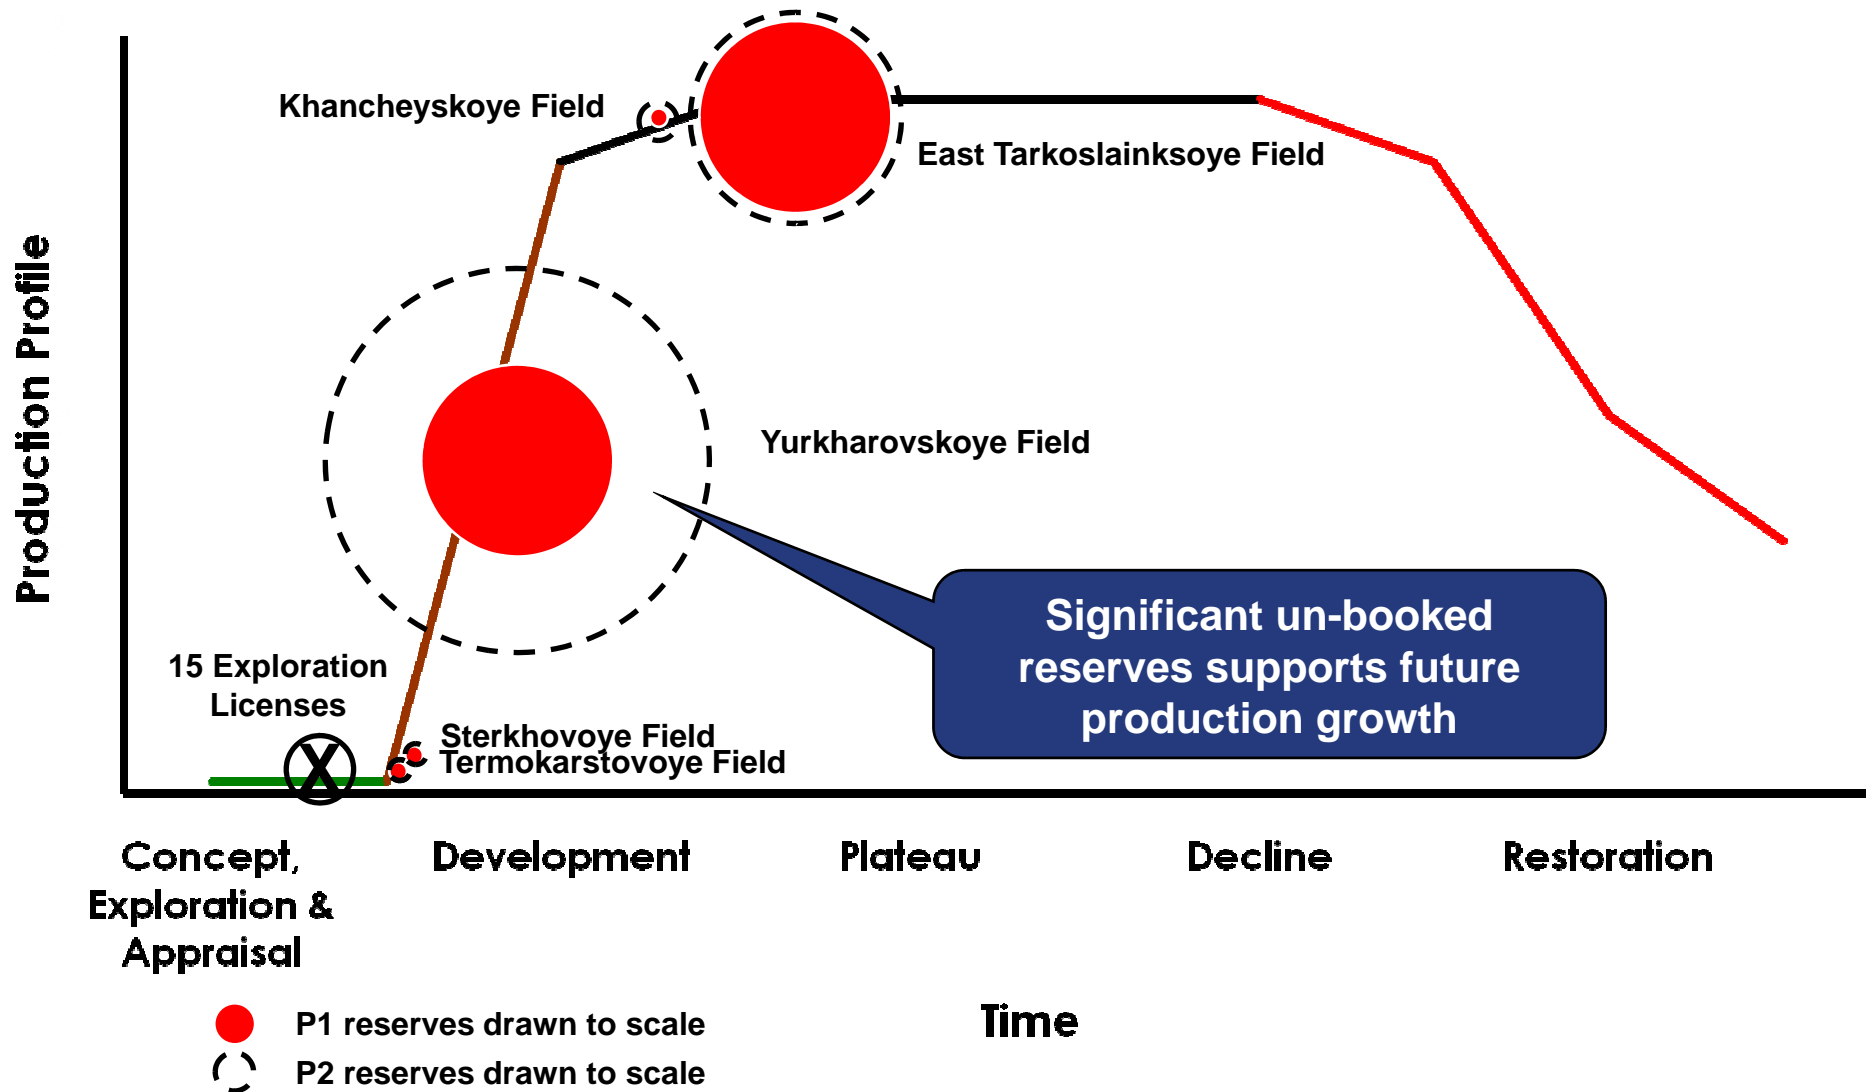 Khancheyskoye Field
East Tarkoslainksoye Field
Production Profile
Yurkharovskoye Field
Significant un-booked
reserves supports future
production growth
15 Exploration
Licenses
X
Sterkhovoye Field
Termokarstovoye Field
Concept,
Exploration &
Appraisal
Development
Plateau
Decline
Restoration
Time
P1 reserves drawn to scale
P2 reserves drawn to scale